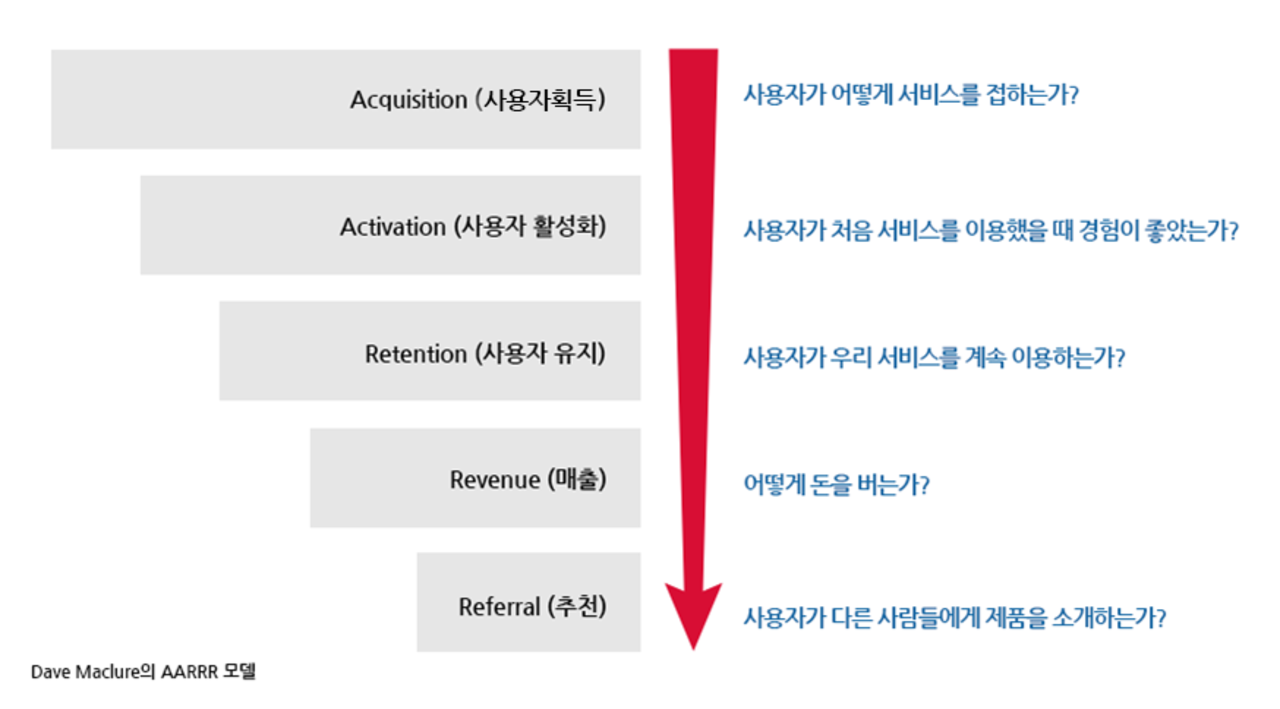 Acquisition (사용자획득)
사용자가 어떻게 서비스를 접하는가?
Activation (사용자 활성화)
사용자가 처음 서비스를 이용했을 때 경험이 좋았는가?
Retention (사용자 유지)
사용자가 우리 서비스를 계속 이용하는가?
Revenue (매출)
어떻게 돈을 버는가?
Referral (추천)
사용자가 다른 사람들에게 제품을 소개하는가?
Dave Maclure의 AARRR 모델